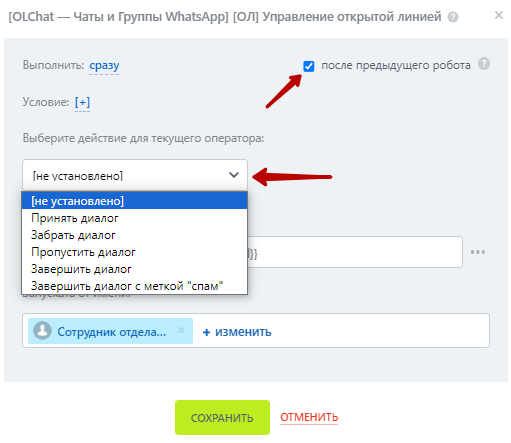 [OLChat — Чаты и Группы WhatsApp] [ОЛ] Управление открытой линией
Выполнить: сразу
после предыдущего робота
Условие: [+]
Выберите действие для текущего оператора:
[не установлено]
[не установлено]
Принять диалог
Забрать диалог
Пропустить диалог
Завершить диалог
Завершить диалог с меткой "спам"
}}
Запускать от имени:
Сотрудник отдела...
+ изменить
СОХРАНИТЬ
ОТМЕНИТЬ